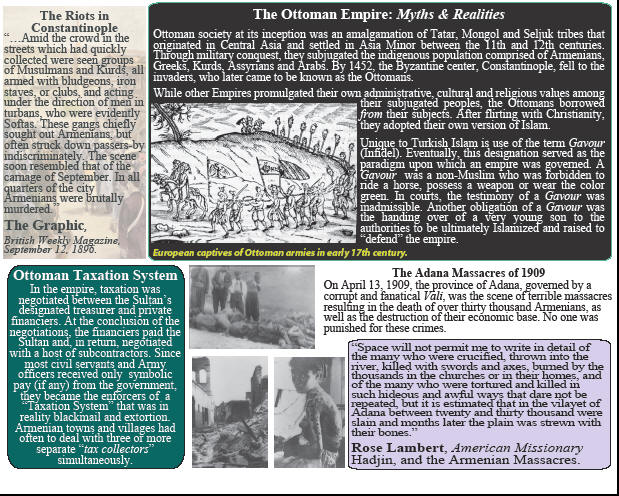 The Riots in
Constantinople
“…Amid the crowd in the
streets which had quickly
collected were seen groups
of Musulmans and Kurds, all
armed with bludgeons, iron
staves, or clubs, and acting
under the direction of men in
turbans, who were evidently
Softas. These gangs chiefly
sought out Armenians, but
often struck down passers-by
indiscriminately. The scene
soon resembled that of the
carnage of September. In all
quarters of the city
Armenians were brutally
murdered.”
The Graphic,
British Weekly Magazine,
September 12, 1896.
The Ottoman Empire: Myths & Realities
Ottoman society at its inception was an amalgamation of Tatar, Mongol and Seljuk tribes that
originated in Central Asia and settled in Asia Minor between the 11th and 12th centuries.
Through military conquest, they subjugated the indigenous population comprised of Armenians,
Greeks, Kurds, Assyrians and Arabs. By 1452, the Byzantine center, Constantinople, fell to the
invaders, who later came to be known as the Ottomans.
While other Empires promulgated their own administrative, cultural and religious values among
their subjugated peoples, the Ottomans borrowed
from their subjects. After flirting with Christianity,
they adopted their own version of Islam.
Unique to Turkish Islam is use of the term Gavour
(Infidel). Eventually, this designation served as the
paradigm upon which an empire was governed. A
Gavour was a non-Muslim who was forbidden to
ride a horse, possess a weapon or wear the color
green. In courts, the testimony of a Gavour was
inadmissible. Another obligation of a Gavour was
the handing over of a very young son to the
authorities to be ultimately Islamized and raised to
“defend” the empire.
European captives of Ottoman armies in early 17th century.
Ottoman Taxation System
In the empire, taxation was
negotiated between the Sultan’s
designated treasurer and private
financiers. At the conclusion of the
negotiations, the financiers paid the
Sultan and, in return, negotiated
with a host of subcontractors. Since
most civil servants and Army
officers received only symbolic
pay (if any) from the government,
they became the enforcers of a
“Taxation System” that was in
reality blackmail and extortion.
Armenian towns and villages had
often to deal with three or more
separate “tax collectors”
simultaneously.
The Adana Massacres of 1909
On April 13, 1909, the province of Adana, governed by a
corrupt and fanatical Vali, was the scene of terrible massacres
resulting in the death of over thirty thousand Armenians, as
well as the destruction of their economic base. No one was
punished for these crimes.
“Space will not permit me to write in detail of
the many who were crucified, thrown into the
river, killed with swords and axes, burned by the
thousands in the churches or in their homes, and
of the many who were tortured and killed in
such hideous and awful ways that dare not be
repeated, but it is estimated that in the vilayet of
Adana between twenty and thirty thousand were
slain and months later the plain was strewn with
their bones.”
Rose Lambert, American Missionary
Hadjin, and the Armenian Massacres.